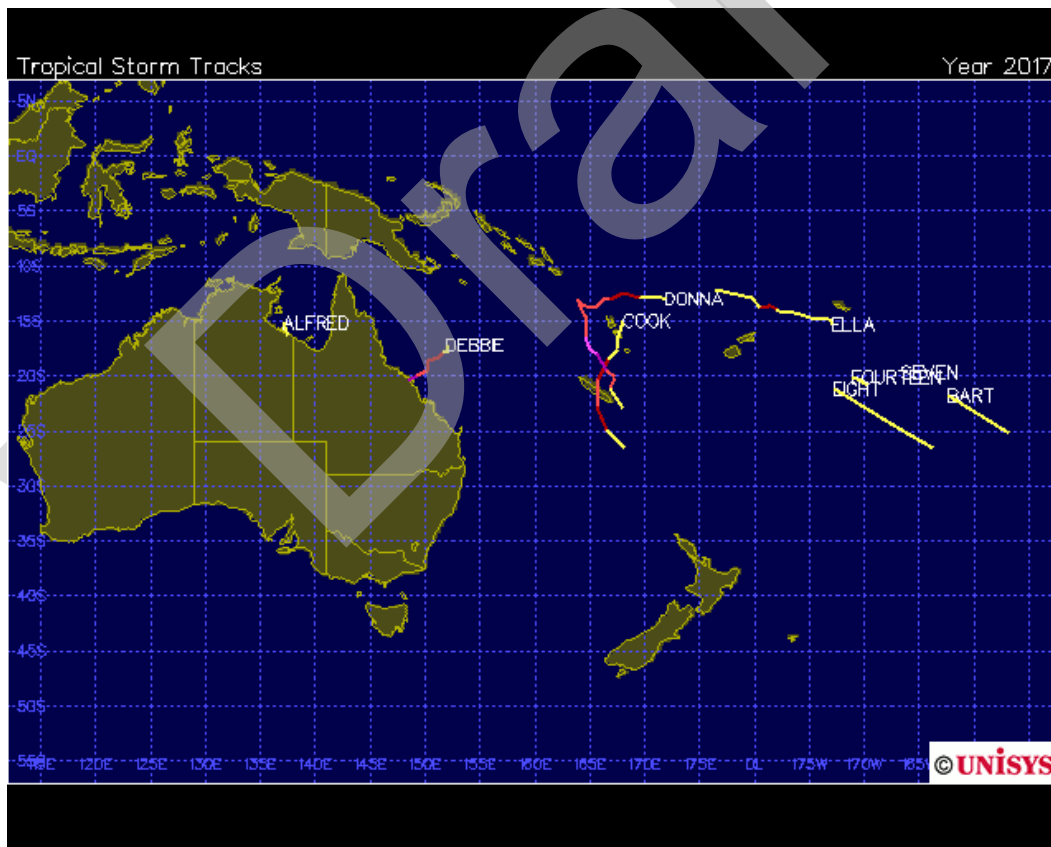 Tropical Storm Tracks Year 2017
5N
EQ
5S
10S
DONNA
ALFRED COOK ELLA
15S
DEBBIE
SEVEN
20S FOURTEEN
EIGHT BART
25S
30S
35S
40S
45S
50S
120E 125E 130E 135E 140E 145E 150E 155E 160E 165E 170E 175E DL 175W 170W 165W
© UNISYS
Dra